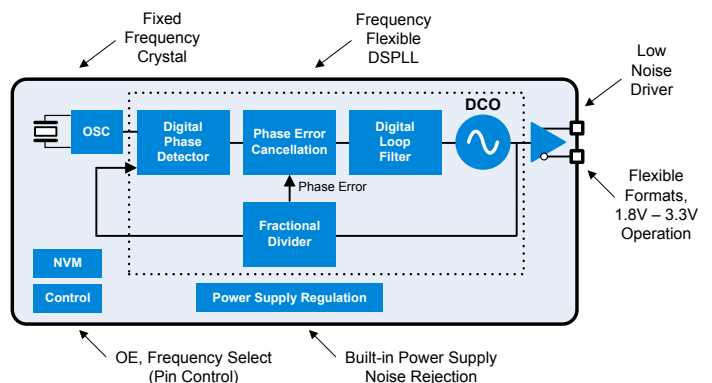 Fixed
Frequency
Crystal
Frequency
Flexible
DSPLL
Low
Noise
Driver
OSC
Digital
Phase
Detector
Phase Error
Cancellation
Digital
Loop
Filter
DCO
Phase Error
Fractional
Divider
Flexible
Formats,
1.8V – 3.3V
Operation
NVM
Control
Power Supply Regulation
OE, Frequency Select
(Pin Control)
Built-in Power Supply
Noise Rejection